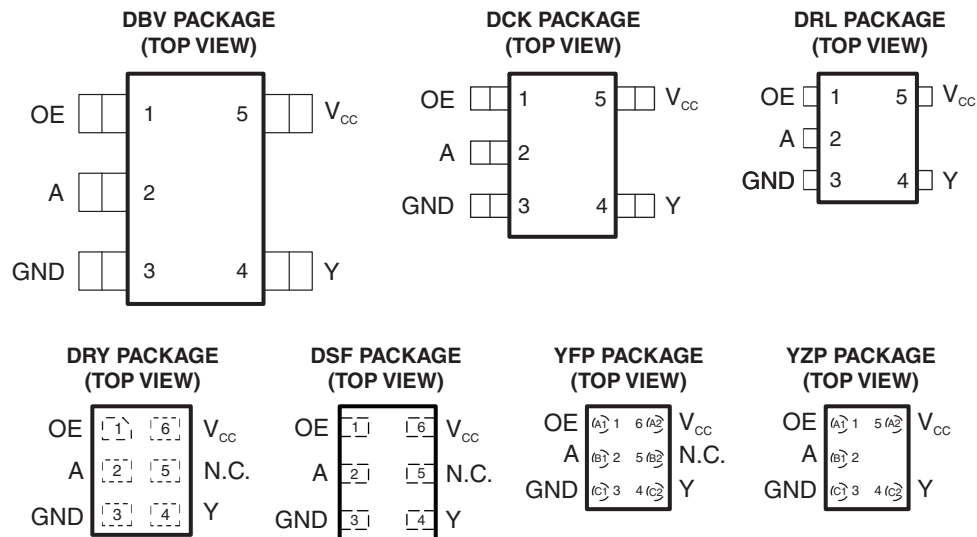 DBV PACKAGE
(TOP VIEW)
OE 1 5 VCC
A 2
GND 3 4 Y
DCK PACKAGE
(TOP VIEW)
OE 1 5 VCC
A 2
GND 3 4 Y
DRL PACKAGE
(TOP VIEW)
OE 1 5 VCC
A 2
GND 3 4 Y
DRY PACKAGE
(TOP VIEW)
OE 1 6 VCC
A 2 5 N.C.
GND 3 4 Y
DSF PACKAGE
(TOP VIEW)
OE 1 6 VCC
A 2 5 N.C.
GND 3 4 Y
YFP PACKAGE
(TOP VIEW)
OE A1 1 6 A2 VCC
A B1 2 5 B2 N.C.
GND C1 3 4 C2 Y
YZP PACKAGE
(TOP VIEW)
OE A1 1 5 A2 VCC
A B1 2
GND C1 3 4 C2 Y